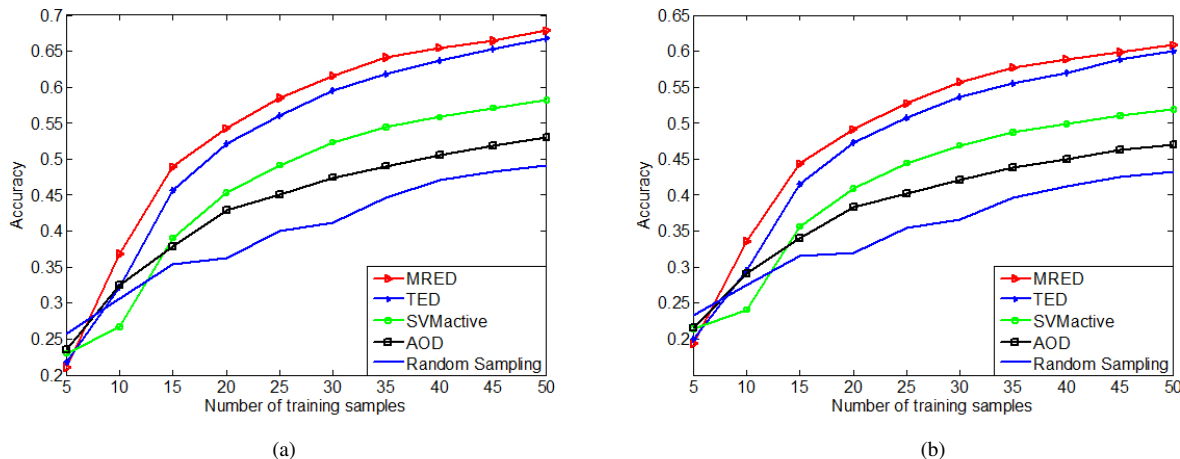 0.7
0.65
0.6
0.55
0.5
0.45
0.4
0.35
0.3
0.25
0.2
Accuracy
5 10 15 20 25 30 35 40 45 50
Number of training samples
MRED
TED
SVMactive
AOD
Random Sampling
(a)
0.65
0.6
0.55
0.5
0.45
0.4
0.35
0.3
0.25
0.2
Accuracy
5 10 15 20 25 30 35 40 45 50
Number of training samples
MRED
TED
SVMactive
AOD
Random Sampling
(b)